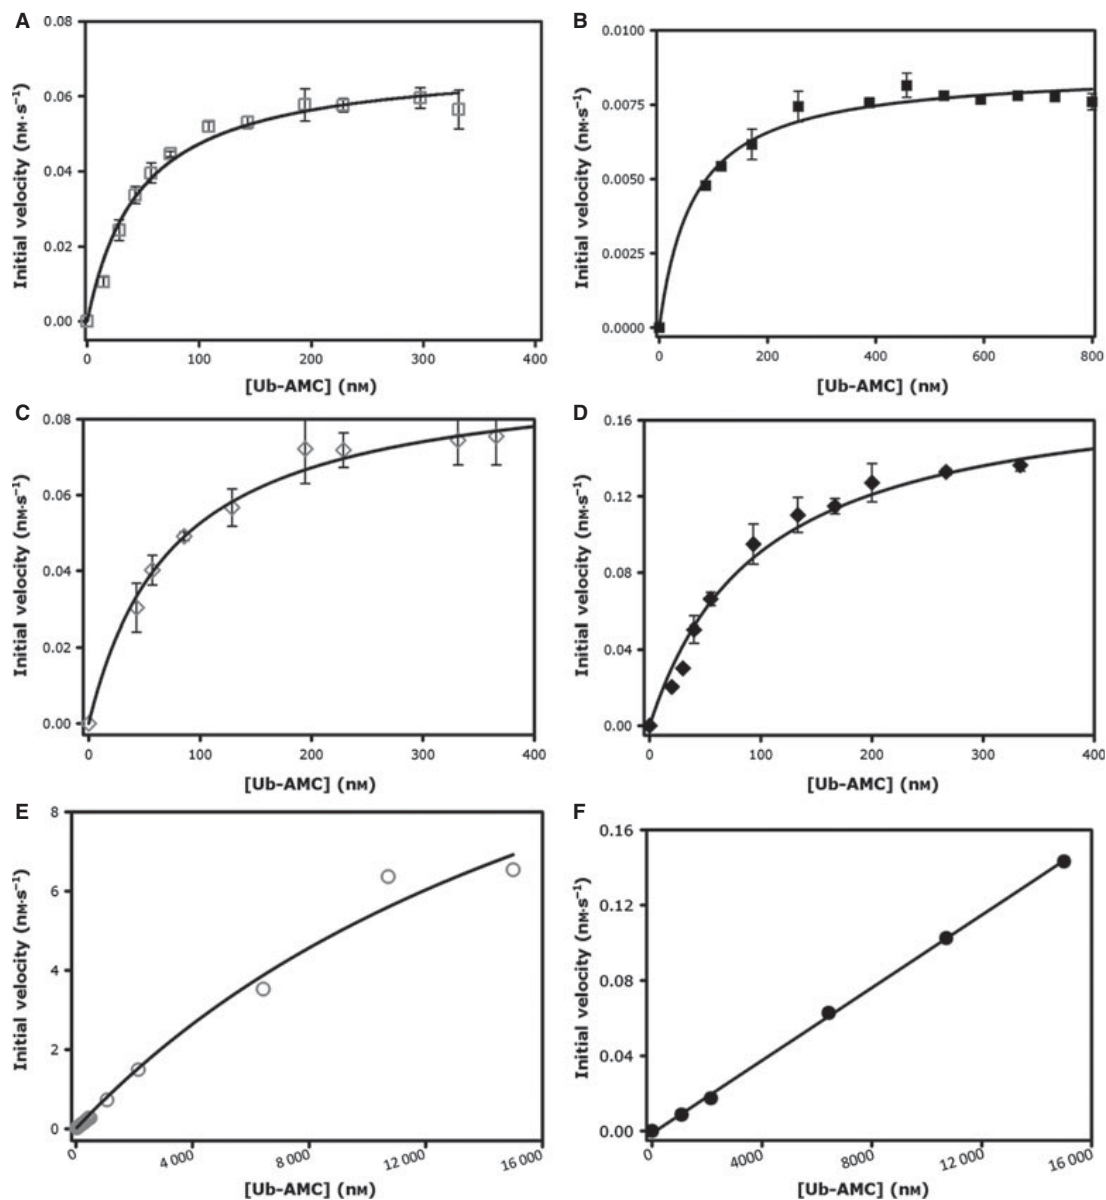 A
Initial velocity (nM·s⁻¹)
0.08
0.06
0.04
0.02
0.00
0 100 200 300 400
[Ub-AMC] (nM)
B
Initial velocity (nM·s⁻¹)
0.0100
0.0075
0.0050
0.0025
0.0000
0 200 400 600 800
[Ub-AMC] (nM)
C
Initial velocity (nM·s⁻¹)
0.08
0.06
0.04
0.02
0.00
0 100 200 300 400
[Ub-AMC] (nM)
D
Initial velocity (nM·s⁻¹)
0.16
0.12
0.08
0.04
0.00
0 100 200 300 400
[Ub-AMC] (nM)
E
Initial velocity (nM·s⁻¹)
8
6
4
2
0
0 4 000 8 000 12 000 16 000
[Ub-AMC] (nM)
F
Initial velocity (nM·s⁻¹)
0.16
0.12
0.08
0.04
0.00
0 4000 8000 12 000 16 000
[Ub-AMC] (nM)